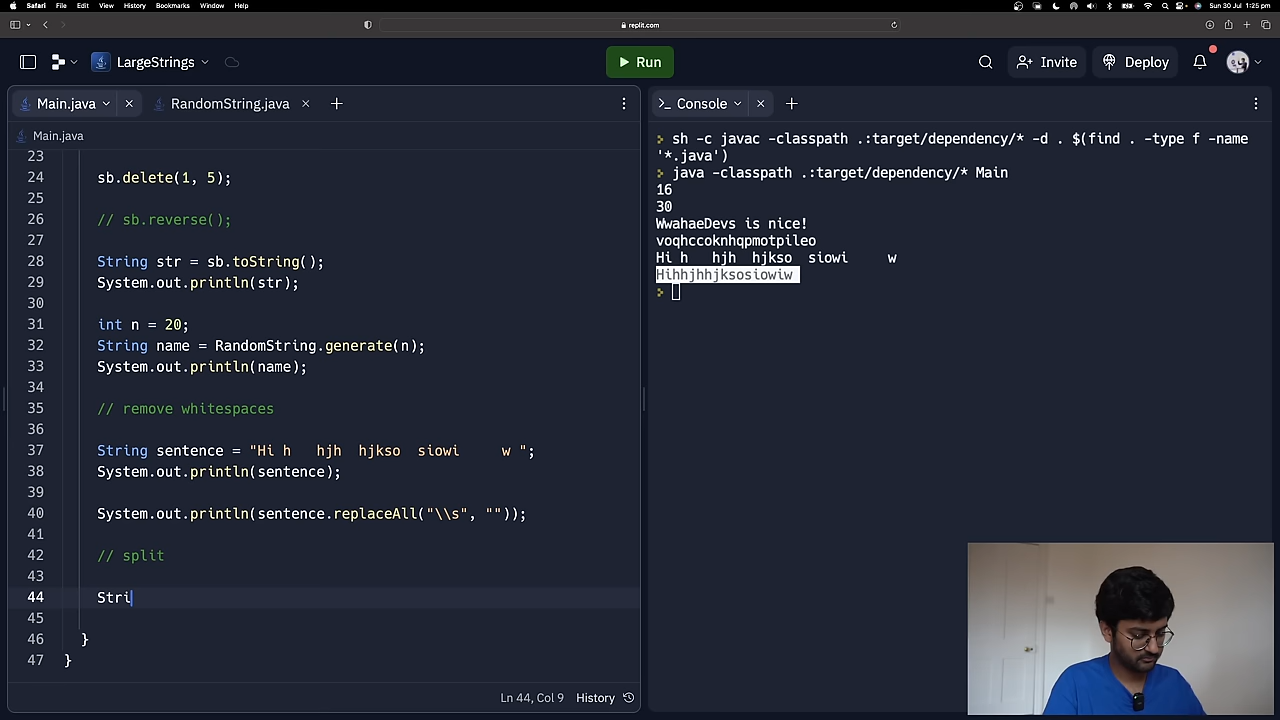 Safari File Edit View History Bookmarks Window Help
Sun 30 Jul 1:25 pm
replit.com
LargeStrings
Run
Invite
Deploy
Main.java
RandomString.java
Console
Main.java
23
24 sb.delete(1, 5);
25
26 // sb.reverse();
27
28 String str = sb.toString();
29 System.out.println(str);
30
31 int n = 20;
32 String name = RandomString.generate(n);
33 System.out.println(name);
34
35 // remove whitespaces
36
37 String sentence = "Hi h   hjh  hjkso  siowi     w ";
38 System.out.println(sentence);
39
40 System.out.println(sentence.replaceAll("\\s", ""));
41
42 // split
43
44 Stri
45
46 }
47 }
Ln 44, Col 9 History
sh -c javac -classpath .:target/dependency/* -d . $(find . -type f -name
'*.java')
java -classpath .:target/dependency/* Main
16
30
WwahaeDevs is nice!
voqhccoknhqpmotpileo
Hi h   hjh  hjkso  siowi     w
Hihhjhhjksosiowiw